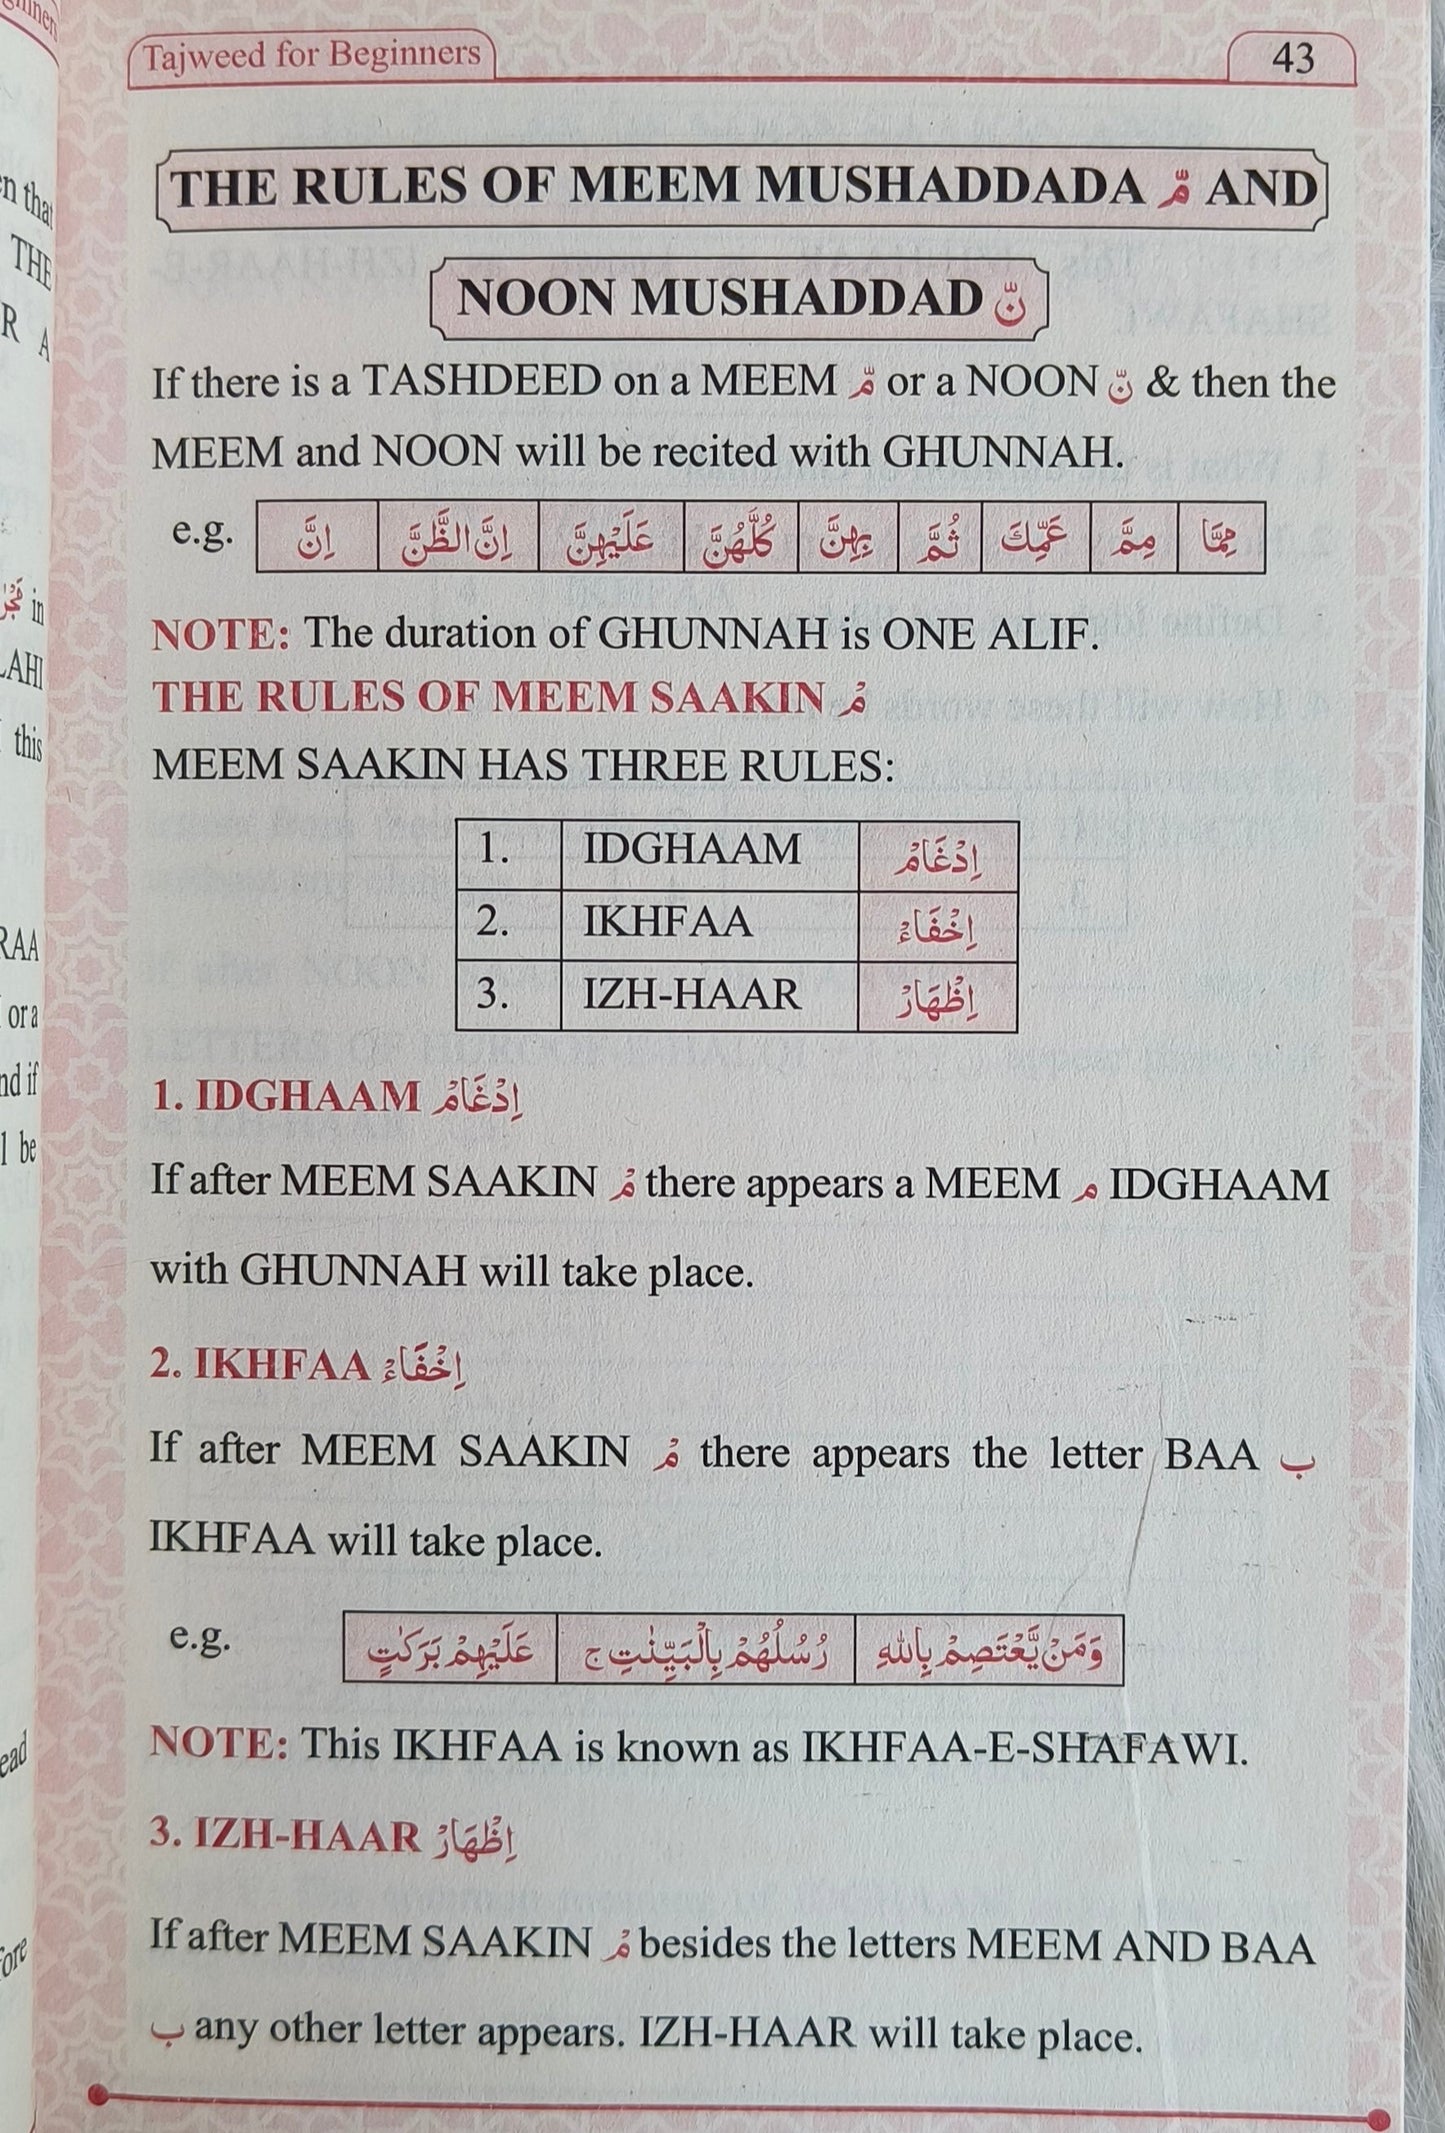 Tajweed for Beginners 43
THE RULES OF MEEM MUSHADDADA مّ AND
NOON MUSHADDAD نّ
If there is a TASHDEED on a MEEM مّ or a NOON نّ & then the
MEEM and NOON will be recited with GHUNNAH.
e.g. اِنَّ اِنَّ الظَّنَّ عَلَيْهِنَّ كُلُّهُنَّ بِهِنَّ ثُمَّ عَمِّكَ مِمَّ مِمَّا
NOTE: The duration of GHUNNAH is ONE ALIF.
THE RULES OF MEEM SAAKIN مْ
MEEM SAAKIN HAS THREE RULES:
1. IDGHAAM اِدْغَامْ
2. IKHFAA اِخْفَاءْ
3. IZH-HAAR اِظْهَارْ
1. IDGHAAM اِدْغَامْ
If after MEEM SAAKIN مْ there appears a MEEM م IDGHAAM
with GHUNNAH will take place.
2. IKHFAA اِخْفَاءْ
If after MEEM SAAKIN مْ there appears the letter BAA ب
IKHFAA will take place.
e.g. عَلَيْهِمْ بَرَكٰتٍ رُسُلُهُمْ بِالْبَيِّنٰتِ ج وَمَنْ يَّعْتَصِمْ بِاللّٰهِ
NOTE: This IKHFAA is known as IKHFAA-E-SHAFAWI.
3. IZH-HAAR اِظْهَارْ
If after MEEM SAAKIN مْ besides the letters MEEM AND BAA
ب any other letter appears. IZH-HAAR will take place.